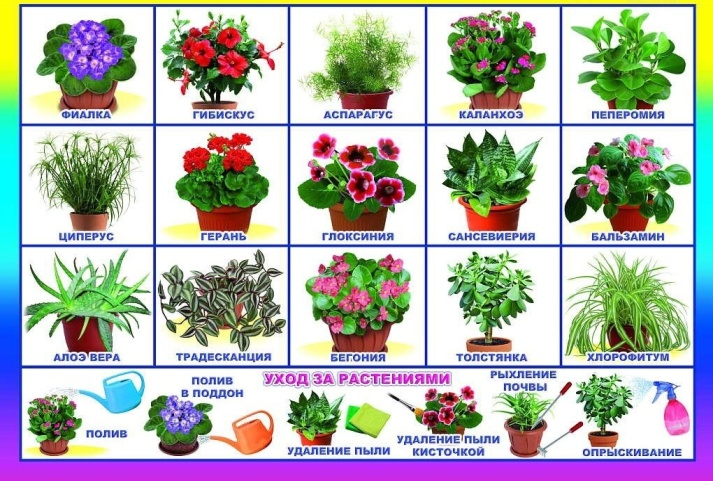 ФИАЛКА
ГИБИСКУС
АСПАРАГУС
КАЛАНХОЭ
ПЕПЕРОМИЯ
ЦИПЕРУС
ГЕРАНЬ
ГЛОКСИНИЯ
САНСЕВИЕРИЯ
БАЛЬЗАМИН
АЛОЭ ВЕРА
ТРАДЕСКАНЦИЯ
БЕГОНИЯ
ТОЛСТЯНКА
ХЛОРОФИТУМ
УХОД ЗА РАСТЕНИЯМИ
ПОЛИВ
ПОЛИВ
В ПОДДОН
УДАЛЕНИЕ ПЫЛИ
УДАЛЕНИЕ ПЫЛИ
КИСТОЧКОЙ
РЫХЛЕНИЕ
ПОЧВЫ
ОПРЫСКИВАНИЕ